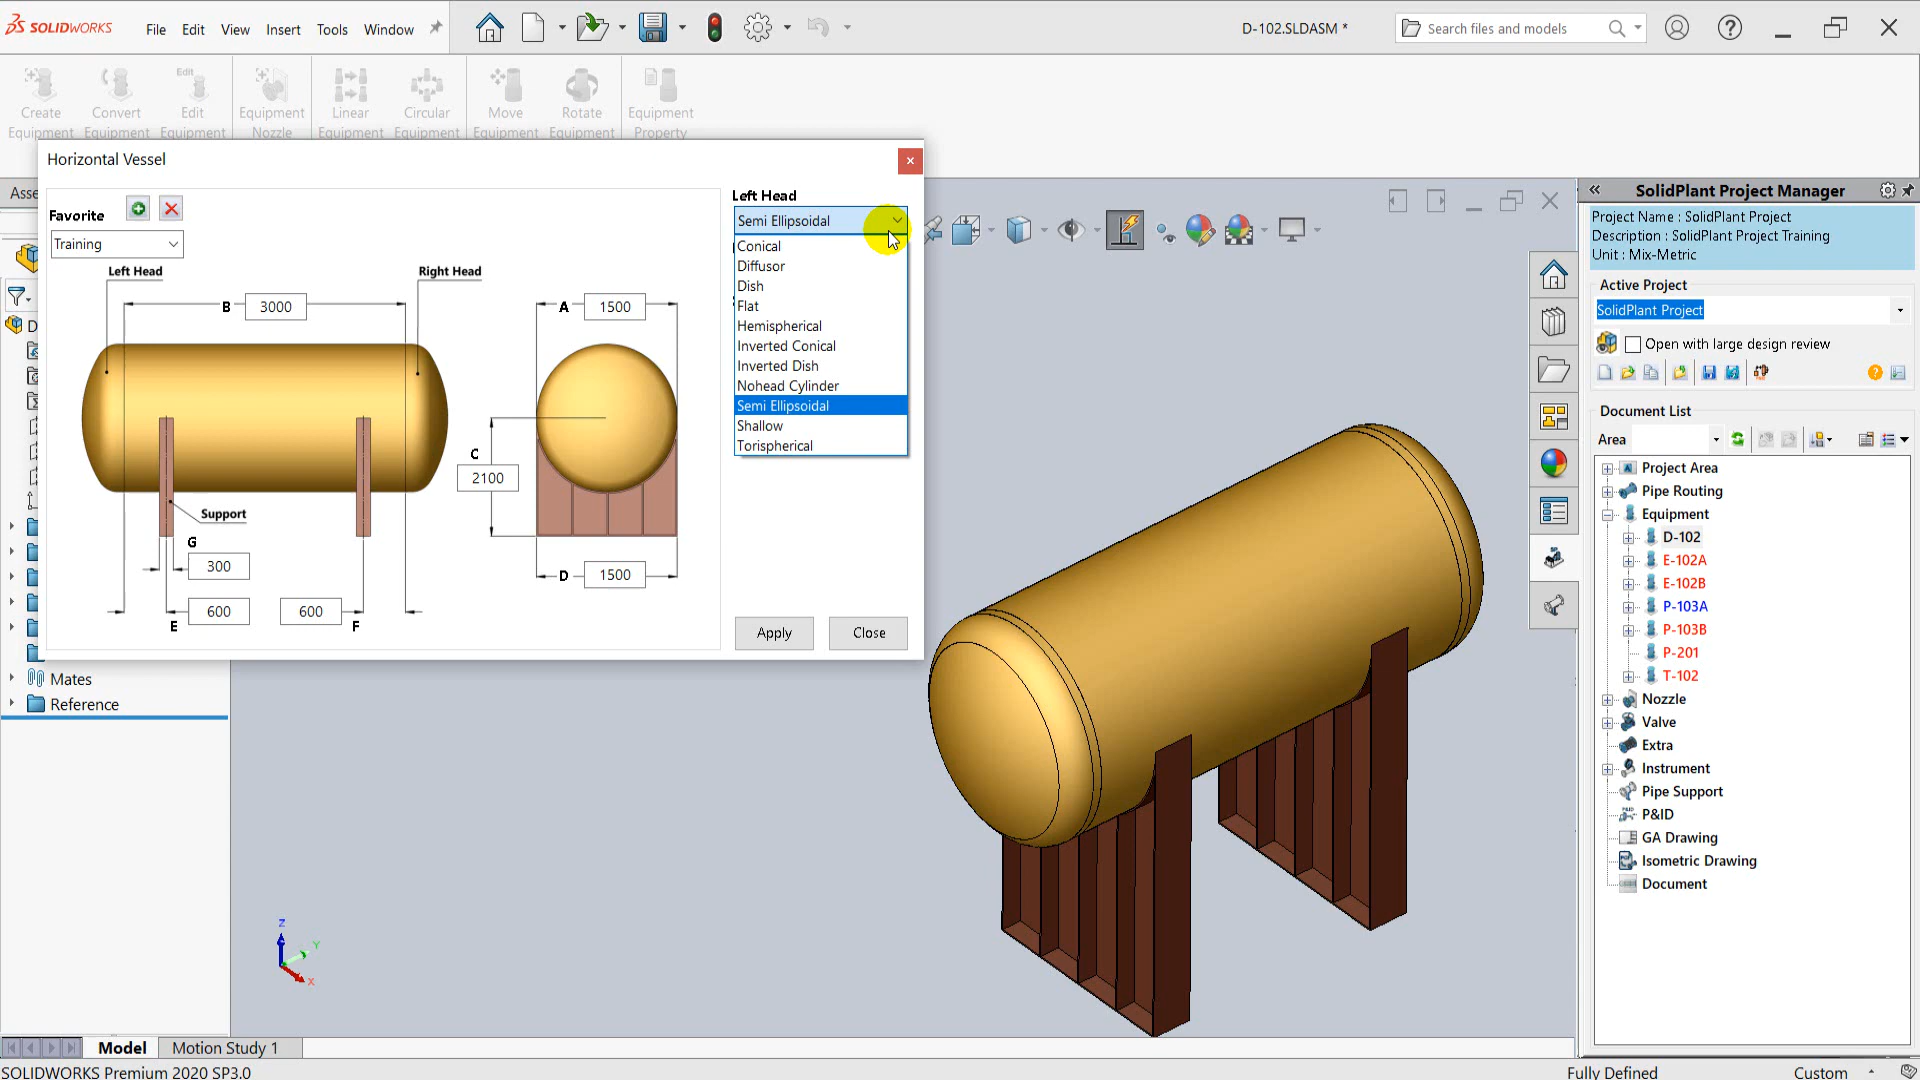 SOLIDWORKS File Edit View Insert Tools Window
D-102.SLDASM *
Search files and models
Create Equipment
Convert Equipment
Edit
Edit Equipment
Equipment Nozzle
Linear Equipment
Circular Equipment
Move Equipment
Rotate Equipment
Equipment Property
Asse
Horizontal Vessel
Favorite
Training
Left Head
Right Head
B 3000
A 1500
C
2100
Support
G
300
D 1500
600 600
E F
Left Head
Semi Ellipsoidal
Conical
Diffusor
Dish
Flat
Hemispherical
Inverted Conical
Inverted Dish
Nohead Cylinder
Semi Ellipsoidal
Shallow
Torispherical
Apply Close
D
Mates
Reference
Z
Y
X
Model Motion Study 1
SOLIDWORKS Premium 2020 SP3.0
Fully Defined
Custom
SolidPlant Project Manager
Project Name : SolidPlant Project
Description : SolidPlant Project Training
Unit : Mix-Metric
Active Project
SolidPlant Project
Open with large design review
Document List
Area
Project Area
Pipe Routing
Equipment
D-102
E-102A
E-102B
P-103A
P-103B
P-201
T-102
Nozzle
Valve
Extra
Instrument
Pipe Support
P&ID
GA Drawing
Isometric Drawing
Document